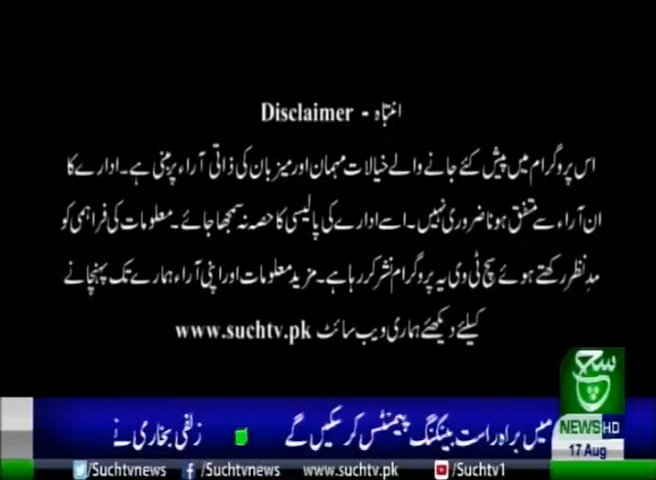 انتباہ - Disclaimer
اس پروگرام میں پیش کئے جانے والے خیالات مہمان اور میزبان کی ذاتی آراء پر مبنی ہے۔ ادارے کا
ان آراء سے متفق ہونا ضروری نہیں۔ اسے ادارے کی پالیسی کا حصہ نہ سمجھا جائے۔ معلومات کی فراہمی کو
مدِنظر رکھتے ہوئے سچ ٹی وی یہ پروگرام نشر کر رہا ہے۔ مزید معلومات اور اپنی آراء ہمارے تک پہنچانے
کیلئے دیکھئے ہماری ویب سائٹ www.suchtv.pk
سچ
NEWS HD
17 Aug
میں براہ راست بینکنگ پیمنٹس کر سکیں گے
زلفی بخاری نے
/Suchtvnews /Suchtvnews www.suchtv.pk /Suchtv1